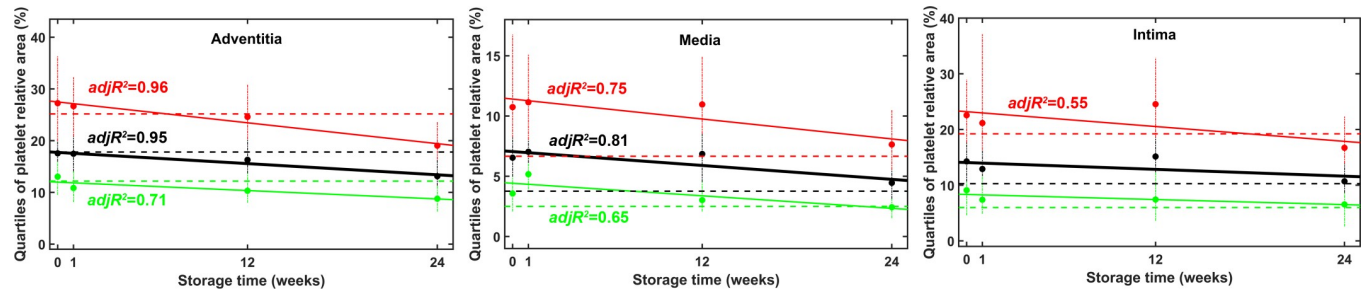 Quartiles of platelet relative area (%)
40
30
20
10
0
Adventitia
adjR²=0.96
adjR²=0.95
adjR²=0.71
0 1 12 24
Storage time (weeks)
Quartiles of platelet relative area (%)
15
10
5
0
Media
adjR²=0.75
adjR²=0.81
adjR²=0.65
0 1 12 24
Storage time (weeks)
Quartiles of platelet relative area (%)
40
30
20
10
0
Intima
adjR²=0.55
0 1 12 24
Storage time (weeks)